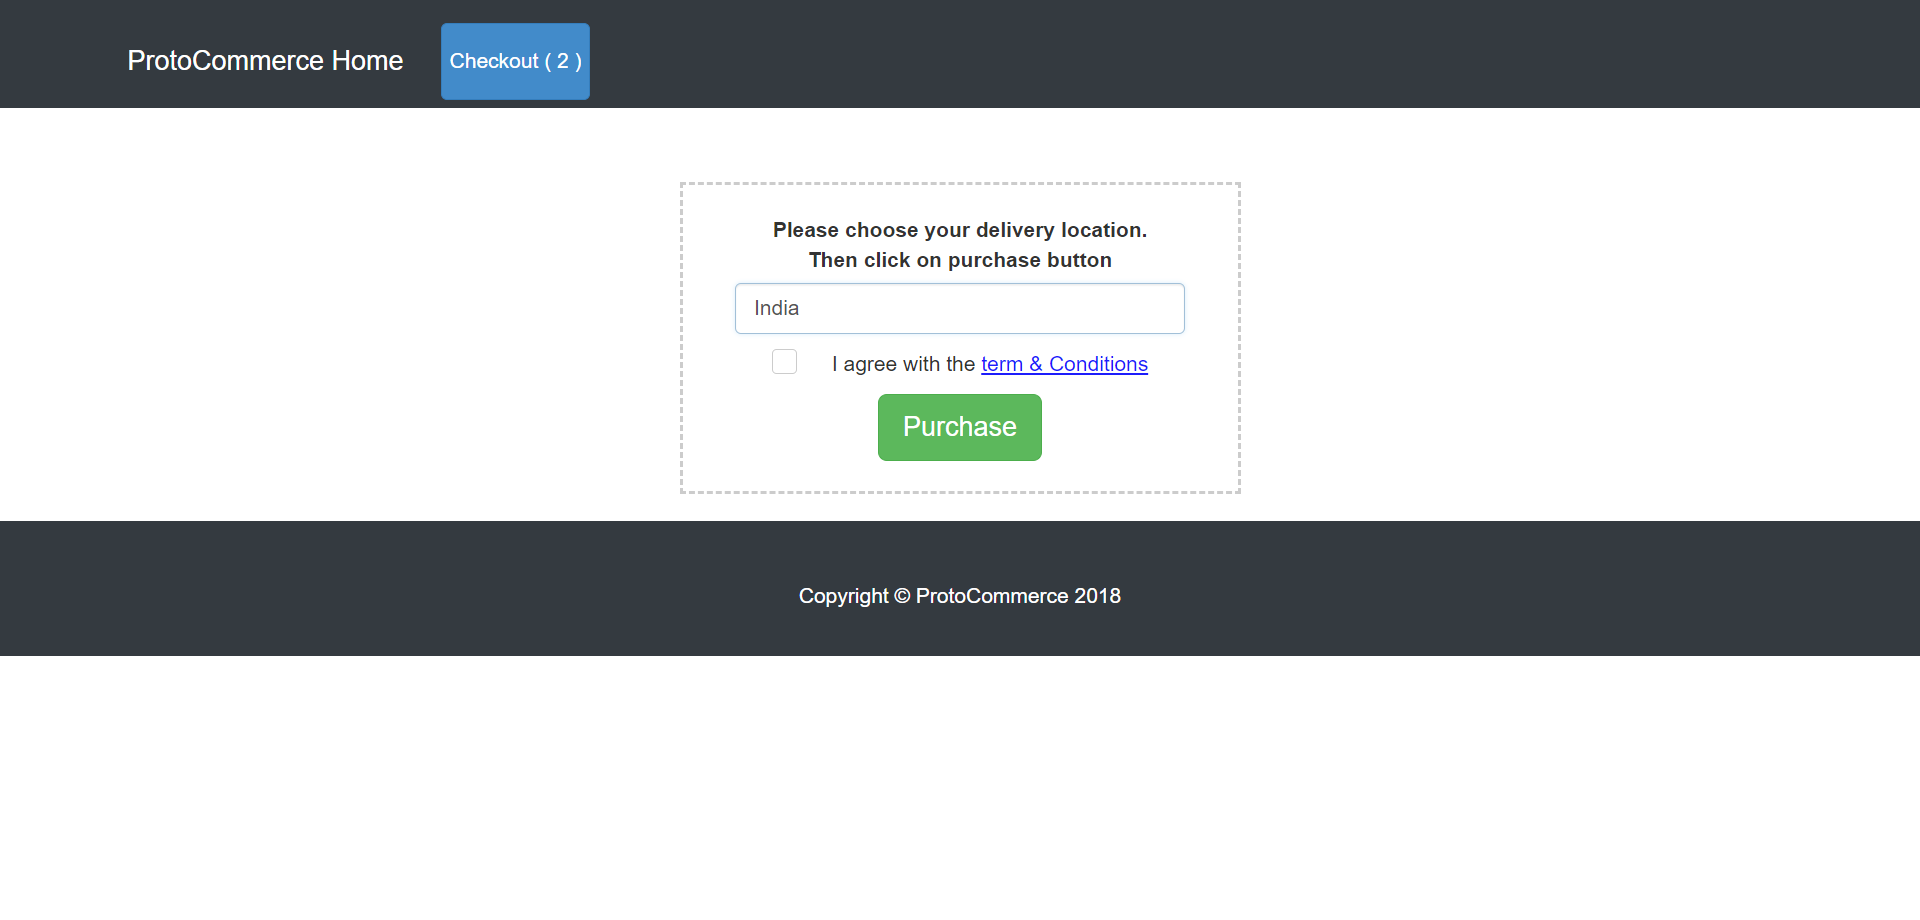 ProtoCommerce Home
Checkout ( 2 )
Please choose your delivery location.
Then click on purchase button
India
I agree with the term & Conditions
Purchase
Copyright © ProtoCommerce 2018